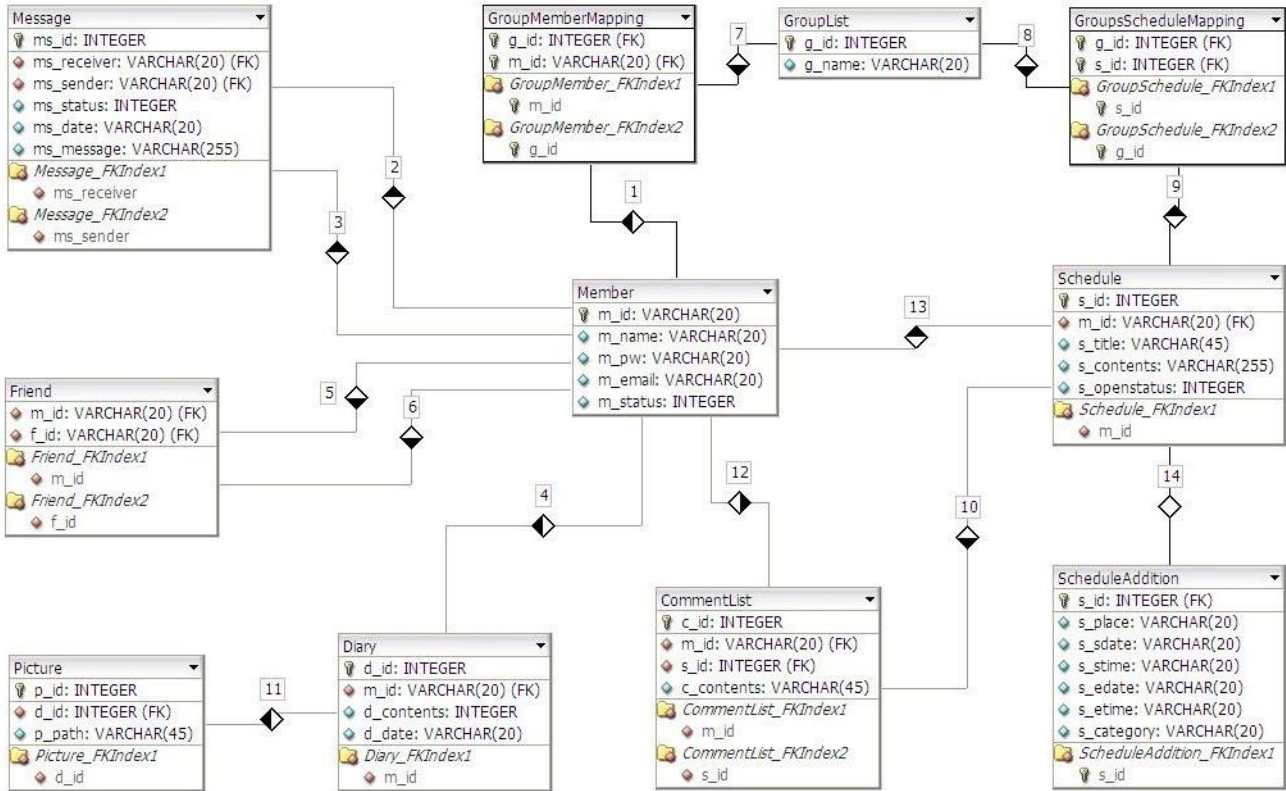 Message
ms_id: INTEGER
ms_receiver: VARCHAR(20) (FK)
ms_sender: VARCHAR(20) (FK)
ms_status: INTEGER
ms_date: VARCHAR(20)
ms_message: VARCHAR(255)
Message_FKIndex1
ms_receiver
Message_FKIndex2
ms_sender
GroupMemberMapping
g_id: INTEGER (FK)
m_id: VARCHAR(20) (FK)
GroupMember_FKIndex1
m_id
GroupMember_FKIndex2
g_id
7
GroupList
g_id: INTEGER
g_name: VARCHAR(20)
8
GroupsScheduleMapping
g_id: INTEGER (FK)
s_id: INTEGER (FK)
GroupSchedule_FKIndex1
s_id
GroupSchedule_FKIndex2
g_id
2
3
1
9
Member
m_id: VARCHAR(20)
m_name: VARCHAR(20)
m_pw: VARCHAR(20)
m_email: VARCHAR(20)
m_status: INTEGER
13
Schedule
s_id: INTEGER
m_id: VARCHAR(20) (FK)
s_title: VARCHAR(45)
s_contents: VARCHAR(255)
s_openstatus: INTEGER
Schedule_FKIndex1
m_id
Friend
m_id: VARCHAR(20) (FK)
f_id: VARCHAR(20) (FK)
Friend_FKIndex1
m_id
Friend_FKIndex2
f_id
5
6
4
12
10
14
Picture
p_id: INTEGER
d_id: INTEGER (FK)
p_path: VARCHAR(45)
Picture_FKIndex1
d_id
11
Diary
d_id: INTEGER
m_id: VARCHAR(20) (FK)
d_contents: INTEGER
d_date: VARCHAR(20)
Diary_FKIndex1
m_id
CommentList
c_id: INTEGER
m_id: VARCHAR(20) (FK)
s_id: INTEGER (FK)
c_contents: VARCHAR(45)
CommentList_FKIndex1
m_id
CommentList_FKIndex2
s_id
ScheduleAddition
s_id: INTEGER (FK)
s_place: VARCHAR(20)
s_sdate: VARCHAR(20)
s_stime: VARCHAR(20)
s_edate: VARCHAR(20)
s_etime: VARCHAR(20)
s_category: VARCHAR(20)
ScheduleAddition_FKIndex1
s_id